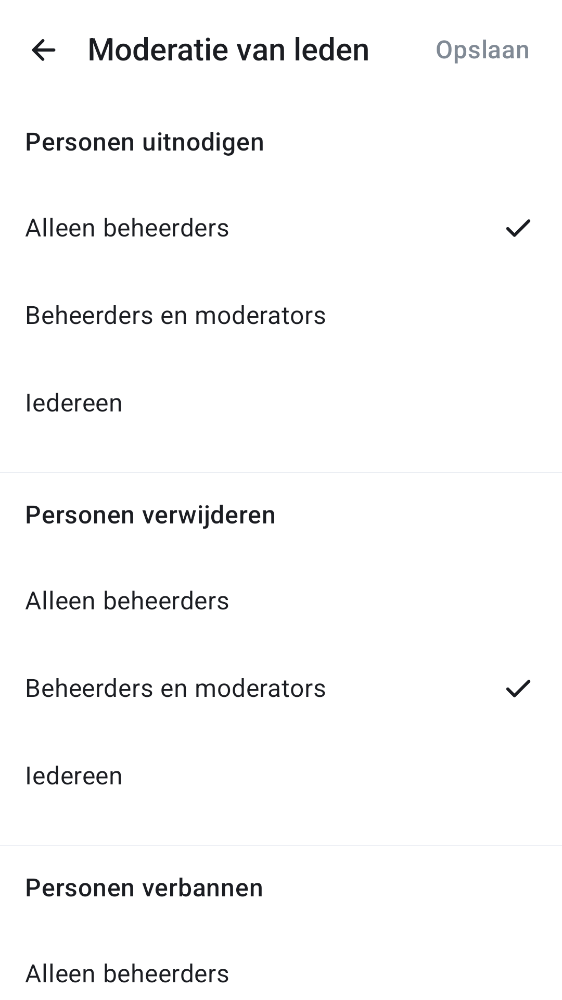 Moderatie van leden Opslaan
Personen uitnodigen
Alleen beheerders
Beheerders en moderators
Iedereen
Personen verwijderen
Alleen beheerders
Beheerders en moderators
Iedereen
Personen verbannen
Alleen beheerders